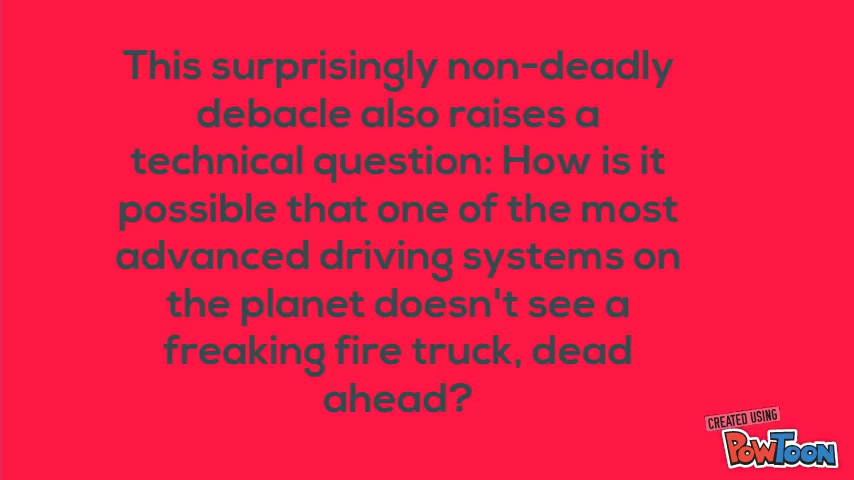 This surprisingly non-deadly
debacle also raises a
technical question: How is it
possible that one of the most
advanced driving systems on
the planet doesn't see a
freaking fire truck, dead
ahead?
CREATED USING
POWTOON